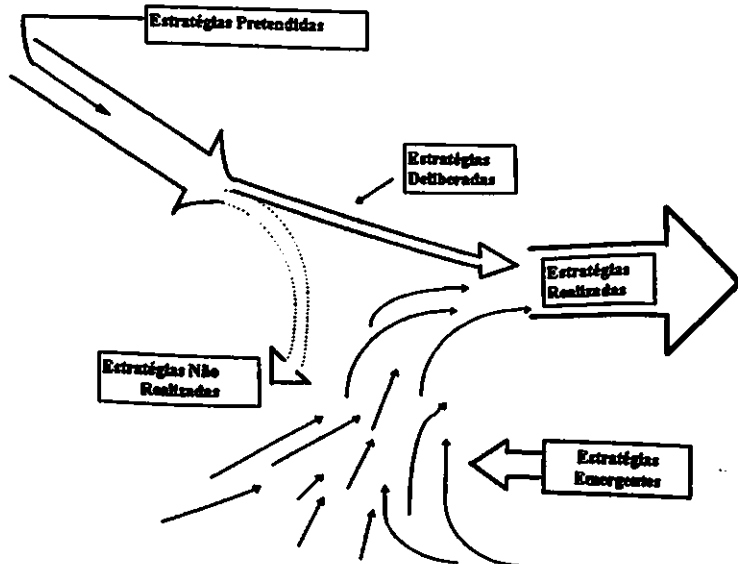 Estratégias Pretendidas
Estratégias
Deliberadas
Estratégias
Realizadas
Estratégias Não
Realizadas
Estratégias
Emergentes